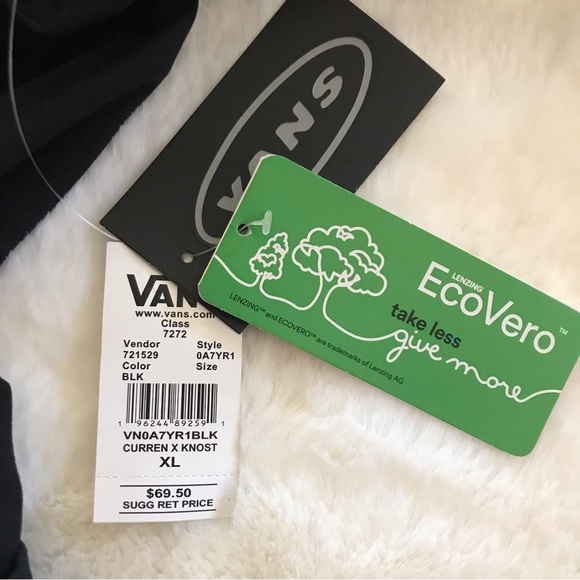 VANS
LENZING
EcoVero™
take less
give more
LENZING™ and ECOVERO™ are trademarks of Lenzing AG
VANS
www.vans.com
Class
7272
Vendor Style
721529 0A7YR1
Color Size
BLK
1 96244 89259 1
VN0A7YR1BLK
CURREN X KNOST
XL
$69.50
SUGG RET PRICE